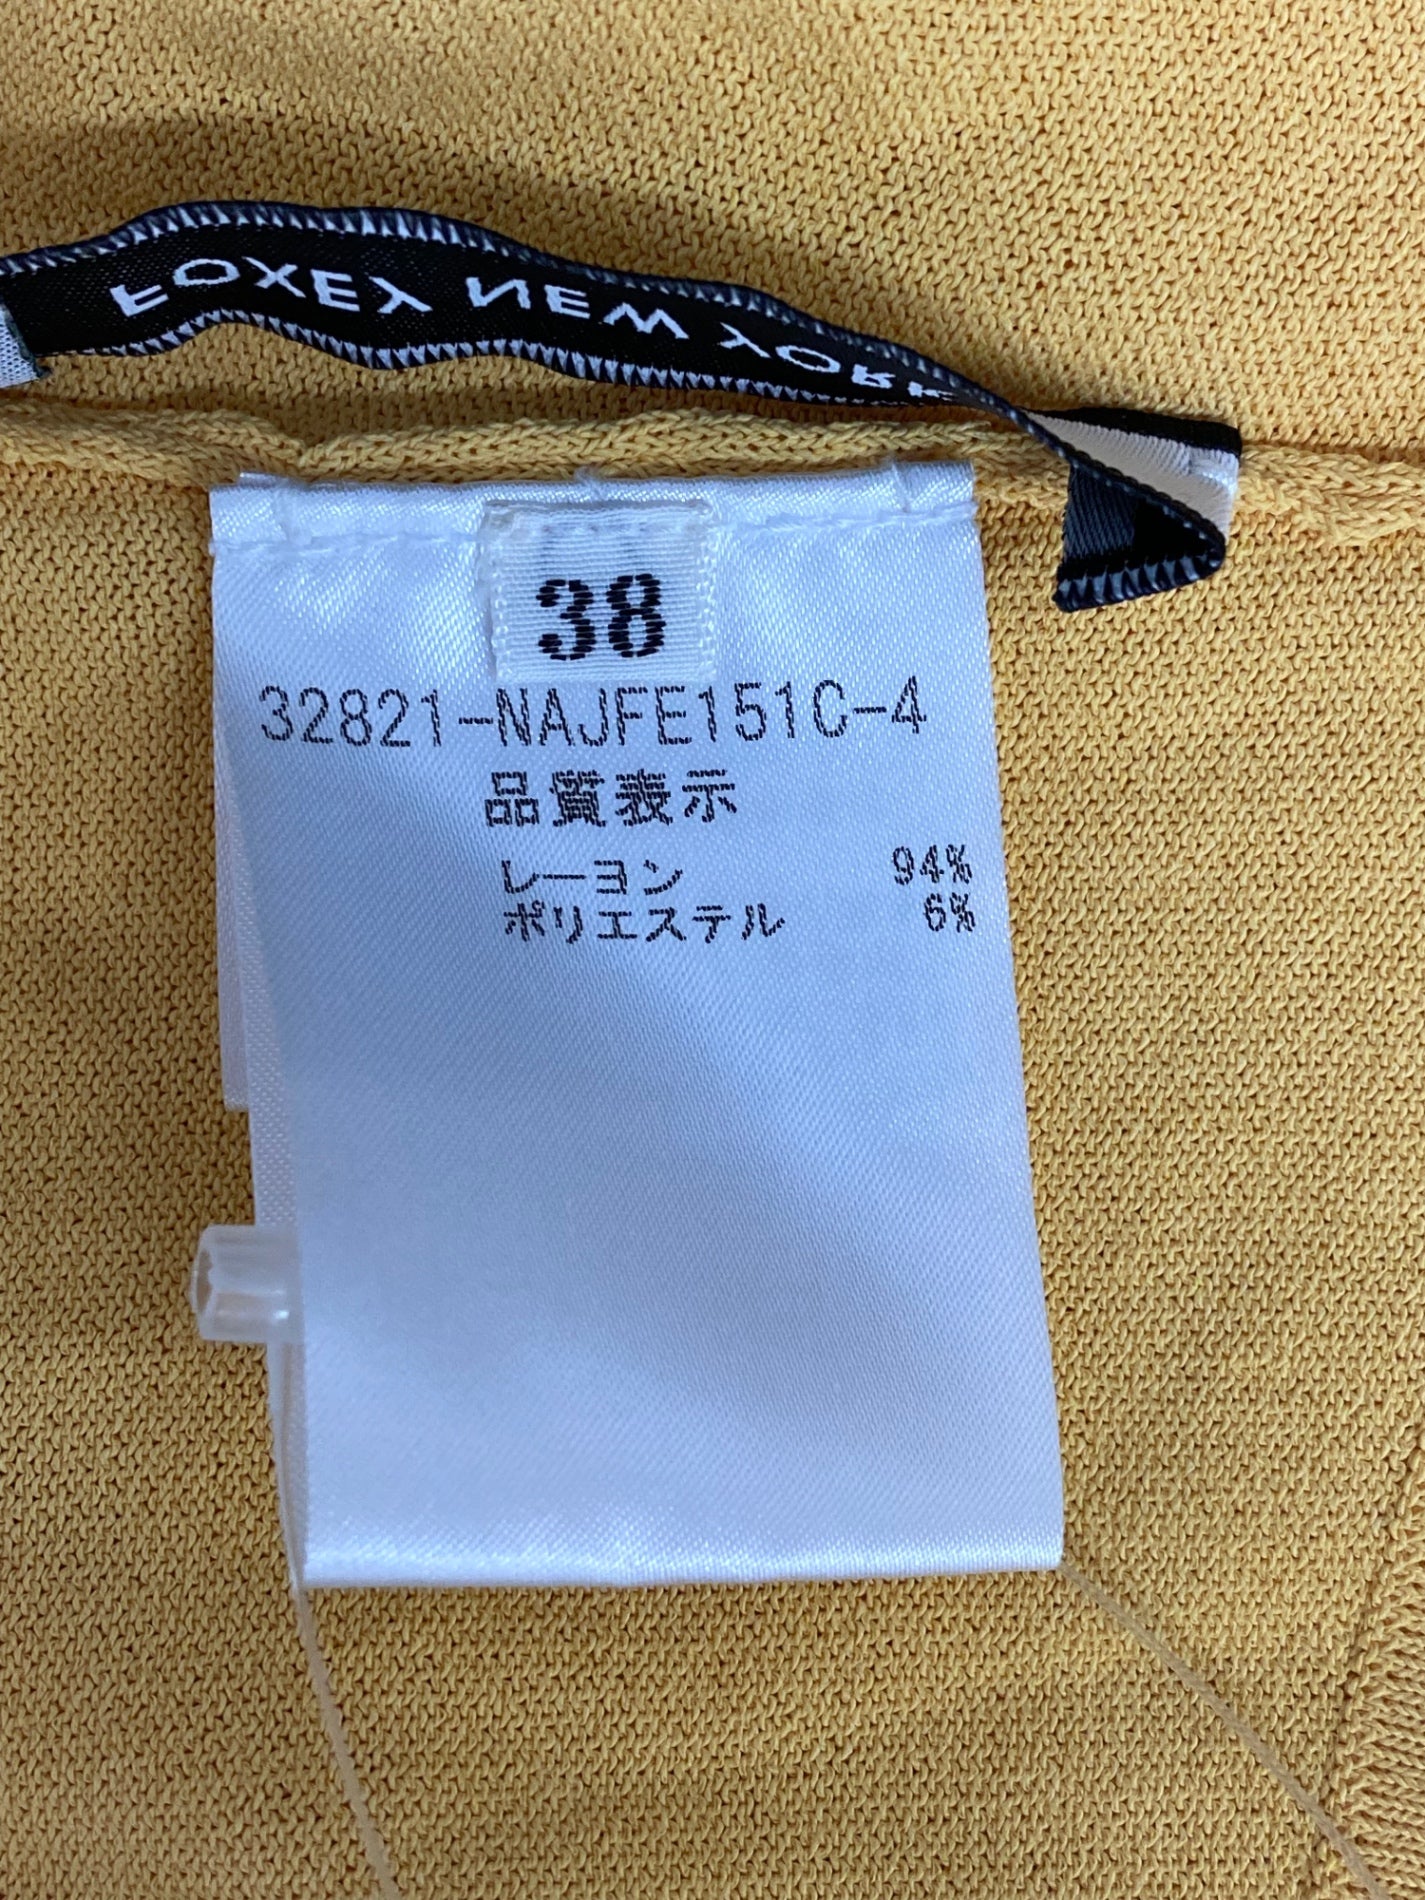 FOXEY NEW YORK
38
32821-NAJFE151C-4
品質表示
レーヨン 94%
ポリエステル 6%